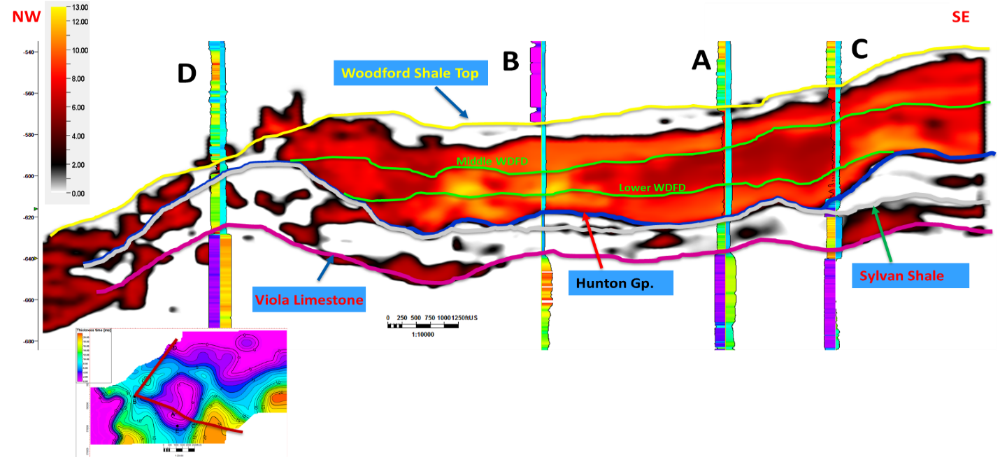 NW
SE
13.00
10.00
8.00
6.00
4.00
2.00
0.00
-540
-560
-580
-600
-620
-640
-660
-680
D
B
A
C
Woodford Shale Top
Middle WDFD
Lower WDFD
Viola Limestone
Hunton Gp.
Sylvan Shale
0 250 500 750 1000 1250ftUS
1:10000
Thickness time [ms]
B